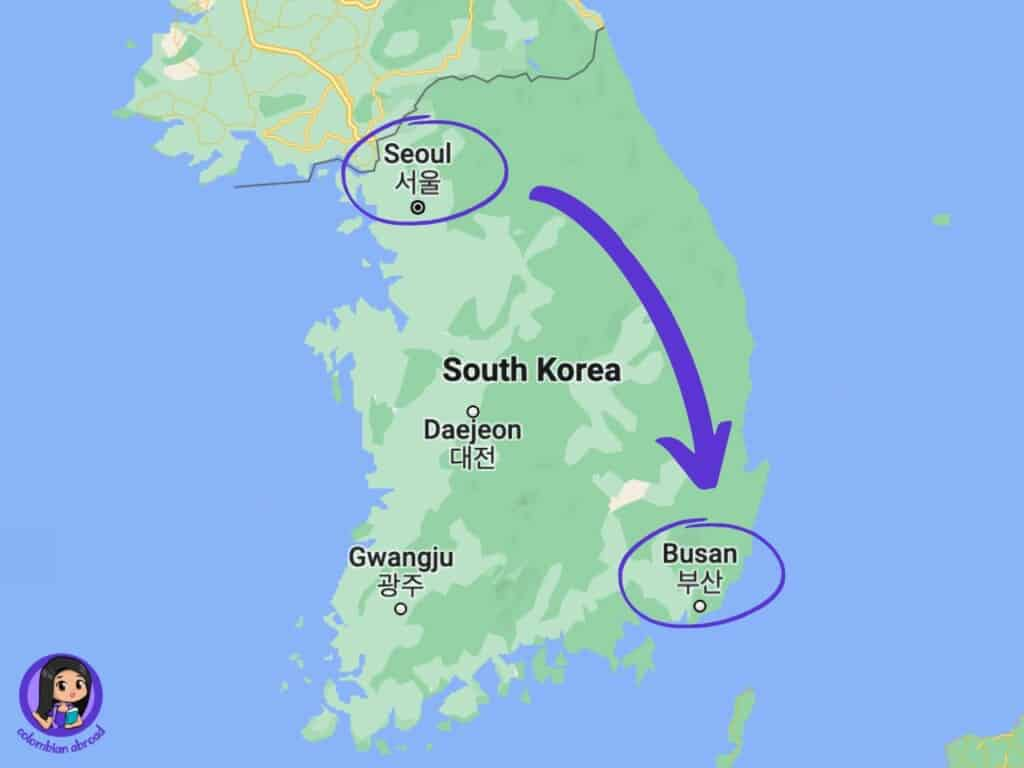 Seoul
서울
South Korea
Daejeon
대전
Gwangju
광주
Busan
부산
colombian abroad